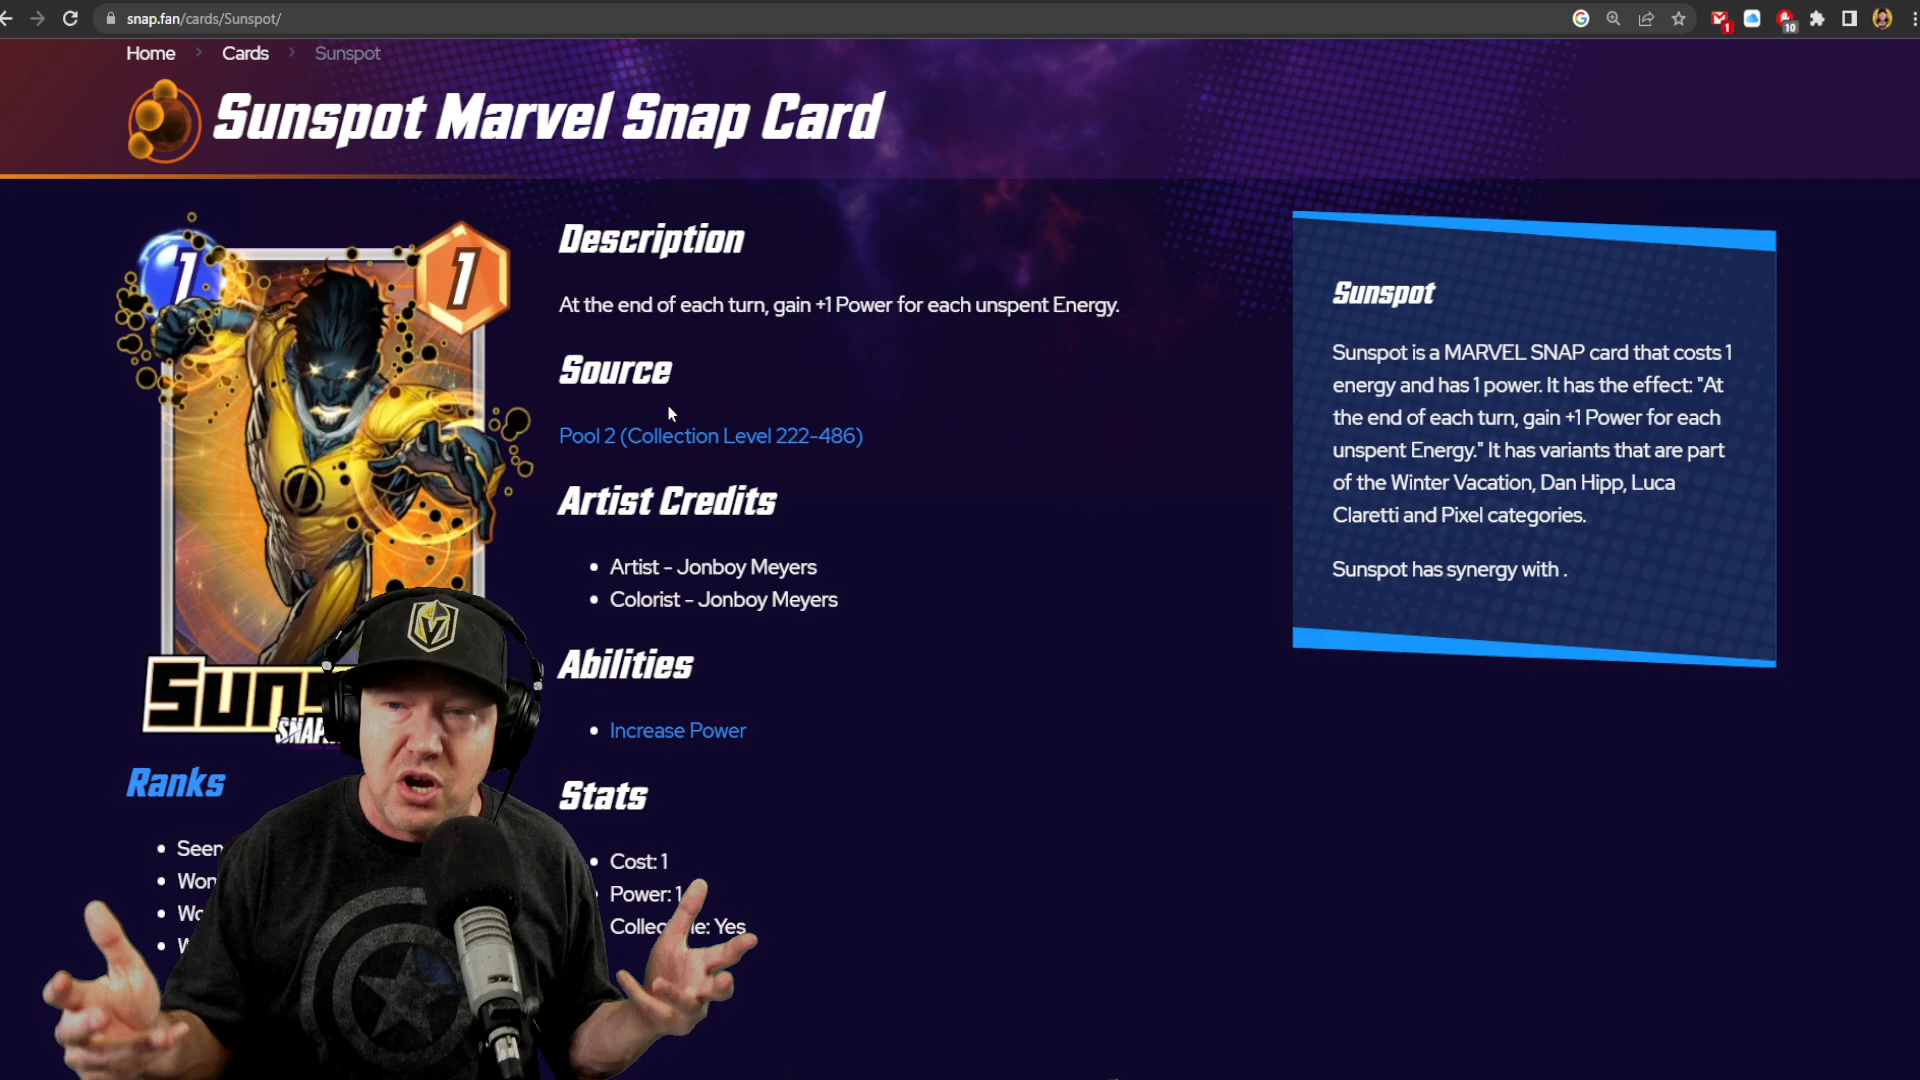 snap.fan/cards/Sunspot/
1
10
Home > Cards > Sunspot
Sunspot Marvel Snap Card
1
1
Description
At the end of each turn, gain +1 Power for each unspent Energy.
Source
Pool 2 (Collection Level 222-486)
Artist Credits
• Artist - Jonboy Meyers
• Colorist - Jonboy Meyers
Abilities
• Increase Power
Stats
• Cost: 1
Power: 1
Yes
Ranks
• Seen
Sunspot
Sunspot is a MARVEL SNAP card that costs 1
energy and has 1 power. It has the effect: "At
the end of each turn, gain +1 Power for each
unspent Energy." It has variants that are part
of the Winter Vacation, Dan Hipp, Luca
Claretti and Pixel categories.
Sunspot has synergy with .